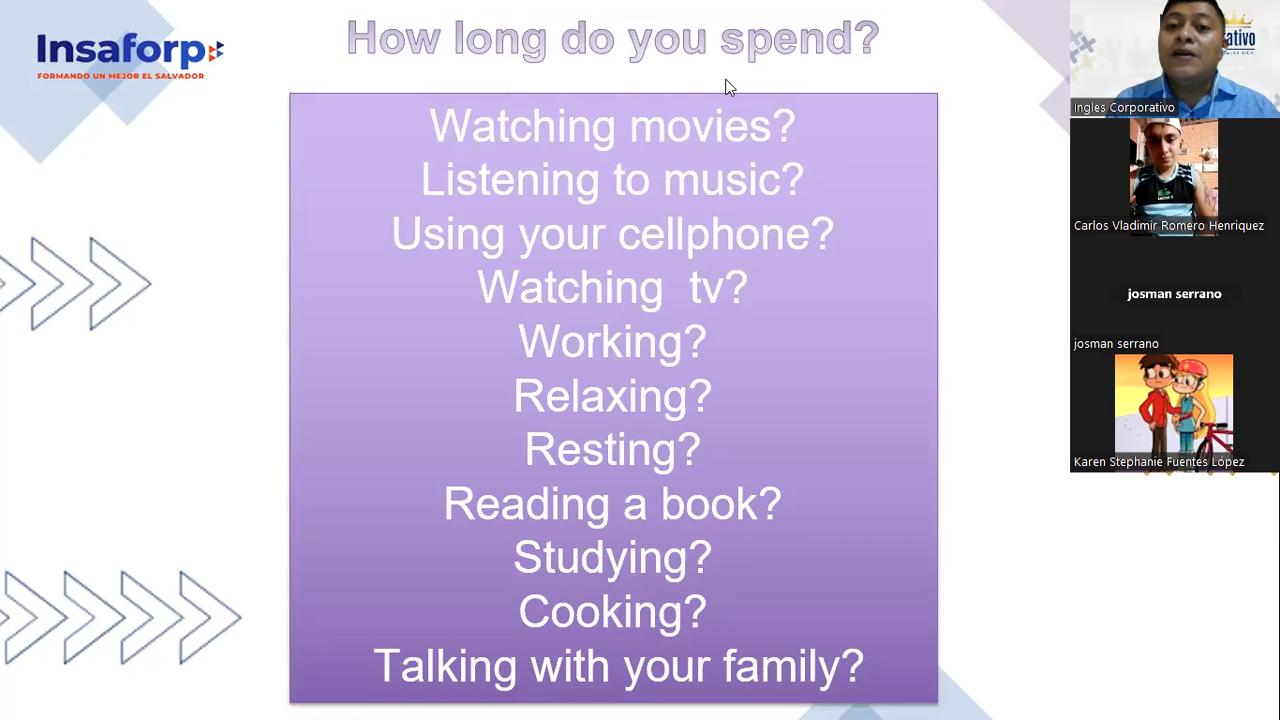 Insaforp
FORMANDO UN MEJOR EL SALVADOR
How long do you spend?
Watching movies?
Listening to music?
Using your cellphone?
Watching tv?
Working?
Relaxing?
Resting?
Reading a book?
Studying?
Cooking?
Talking with your family?
ativo
Ingles Corporativo
Carlos Vladimir Romero Henriquez
josman serrano
josman serrano
Karen Stephanie Fuentes López